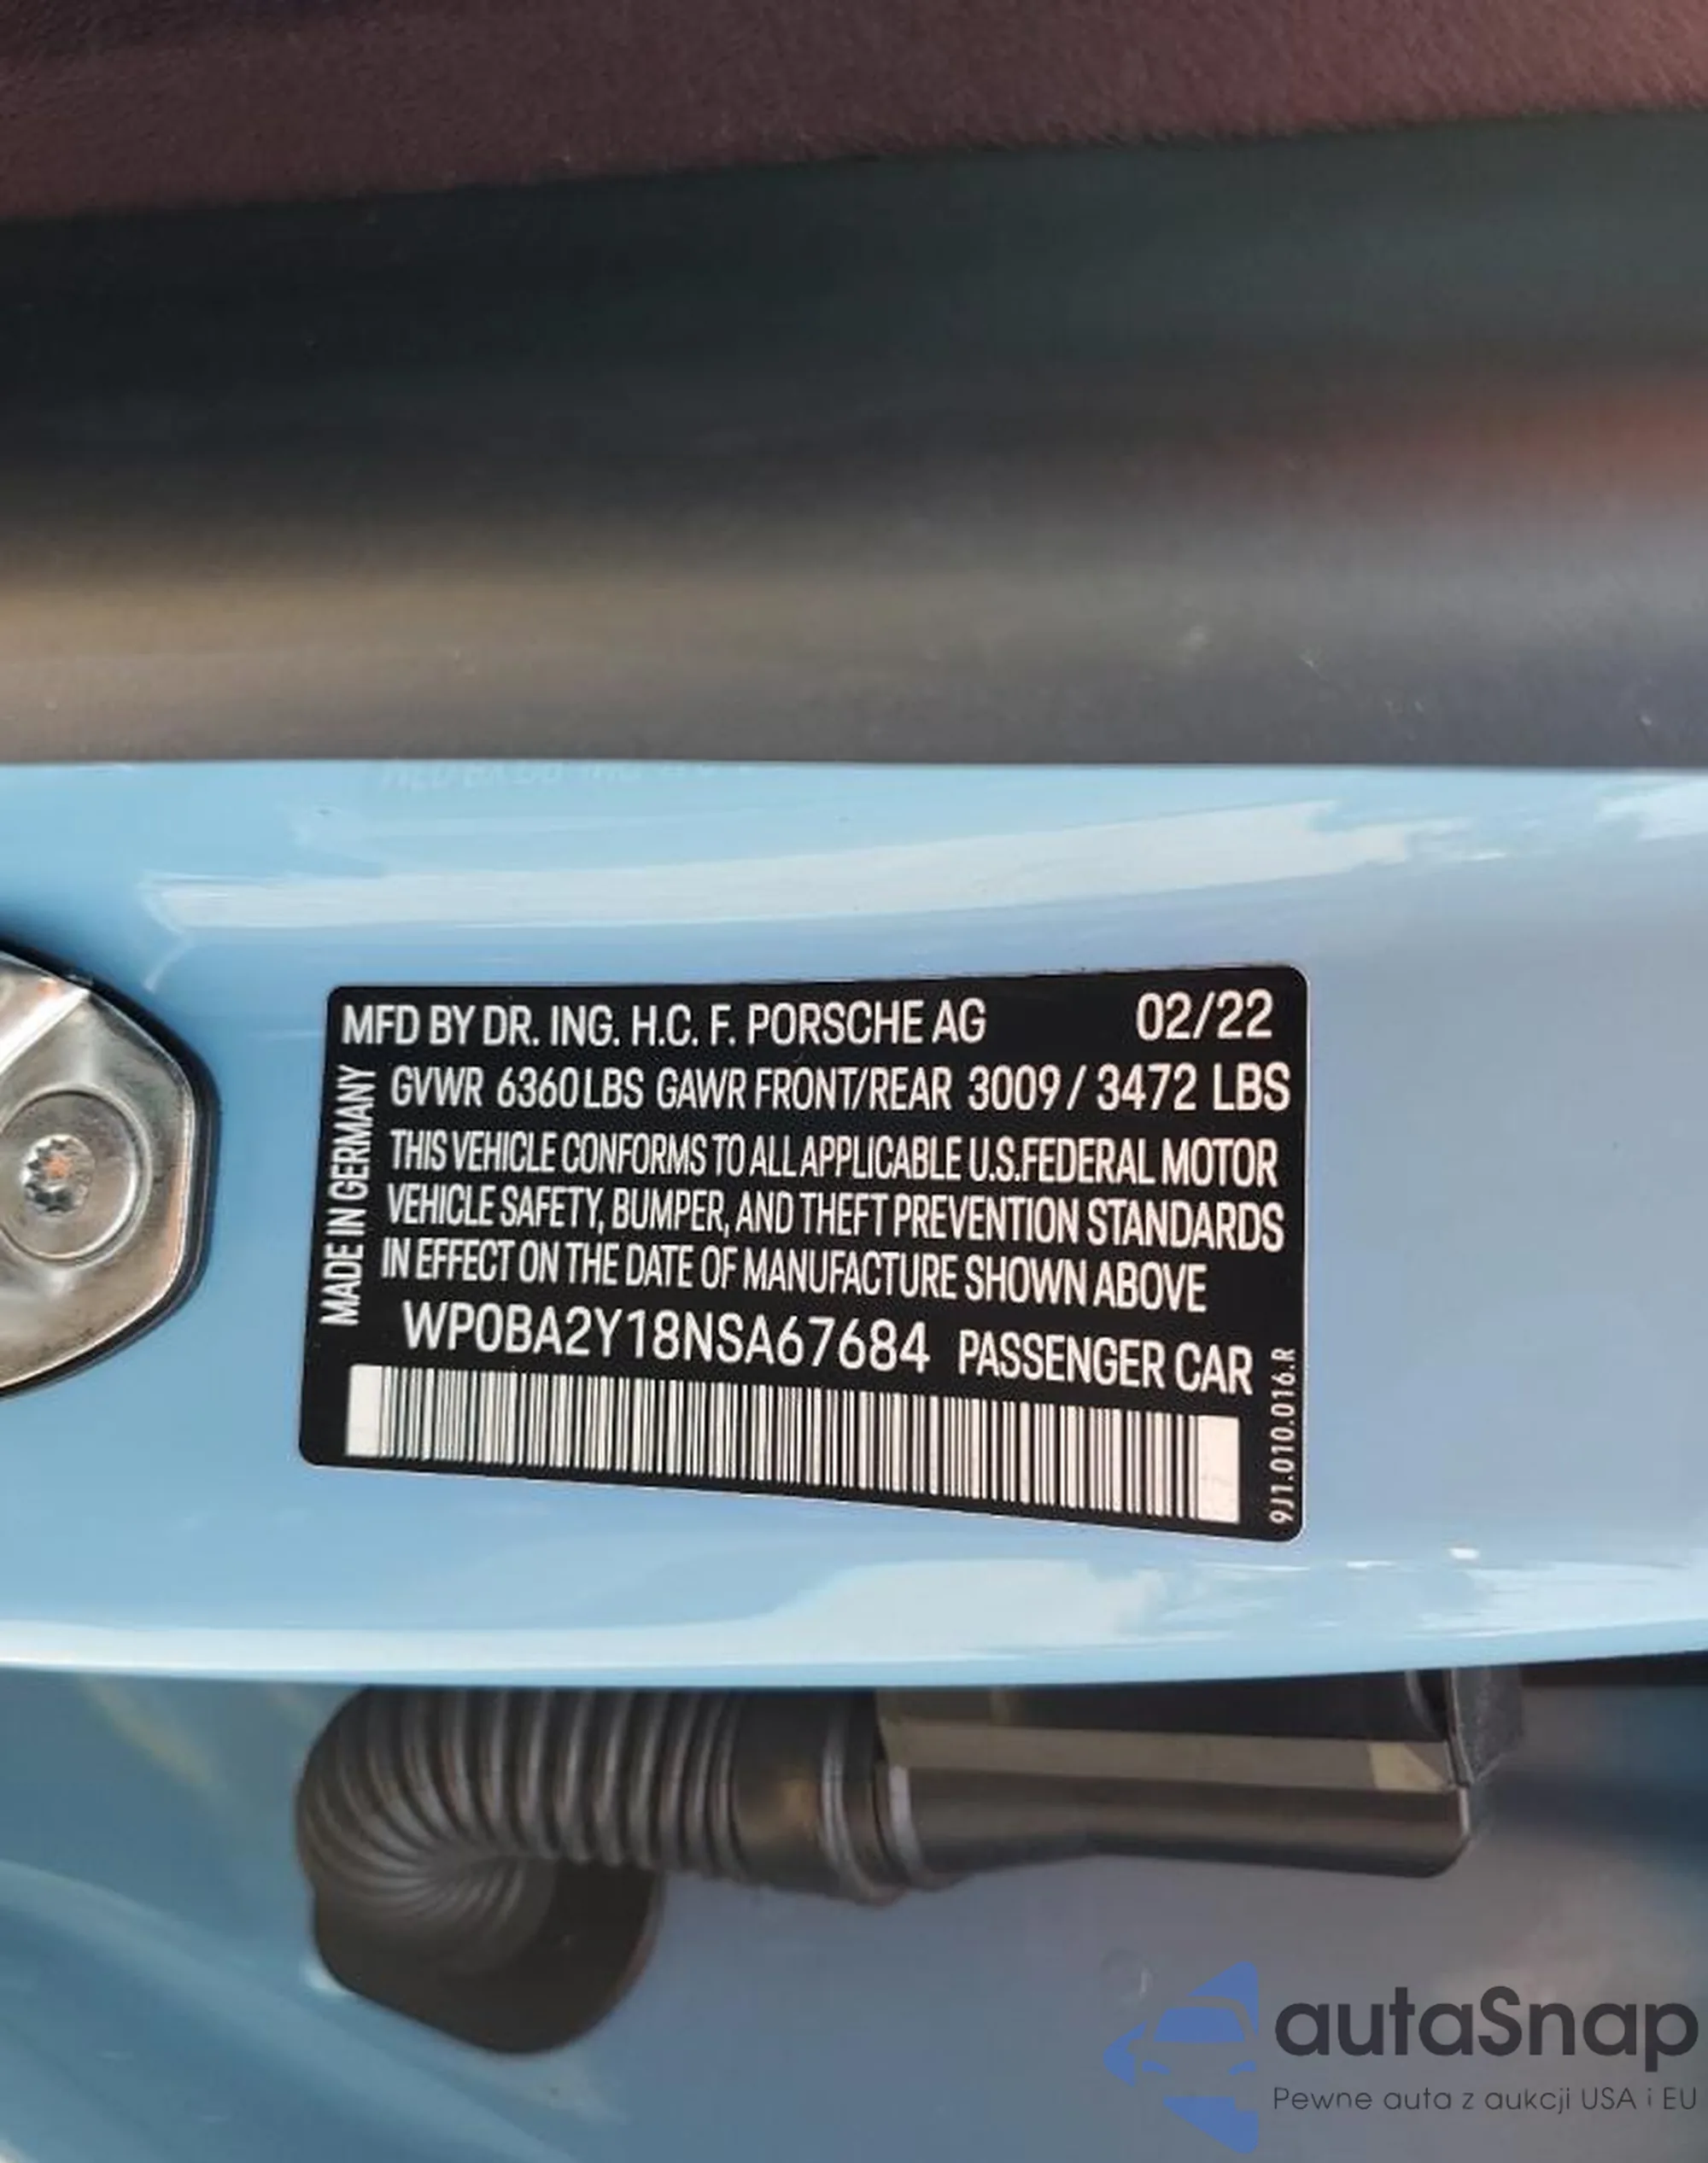 MFD BY DR. ING. H.C. F. PORSCHE AG 02/22
MADE IN GERMANY
GVWR 6360LBS GAWR FRONT/REAR 3009 / 3472 LBS
THIS VEHICLE CONFORMS TO ALL APPLICABLE U.S.FEDERAL MOTOR
VEHICLE SAFETY, BUMPER, AND THEFT PREVENTION STANDARDS
IN EFFECT ON THE DATE OF MANUFACTURE SHOWN ABOVE
WP0BA2Y18NSA67684 PASSENGER CAR
9J1.010.016.R
autaSnap
Pewne auta z aukcji USA i EU